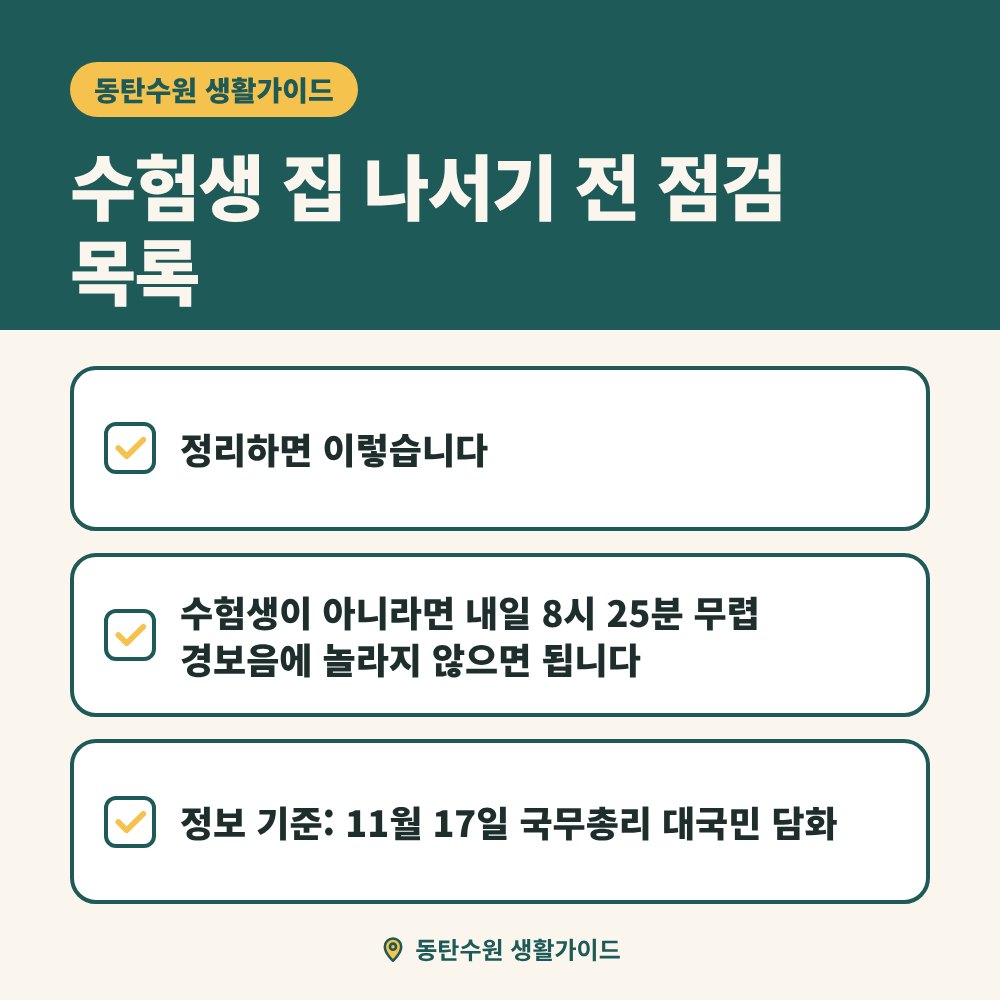 동탄수원 생활가이드
수험생 집 나서기 전 점검
목록
정리하면 이렇습니다
수험생이 아니라면 내일 8시 25분 무렵
경보음에 놀라지 않으면 됩니다
정보 기준: 11월 17일 국무총리 대국민 담화
동탄수원 생활가이드